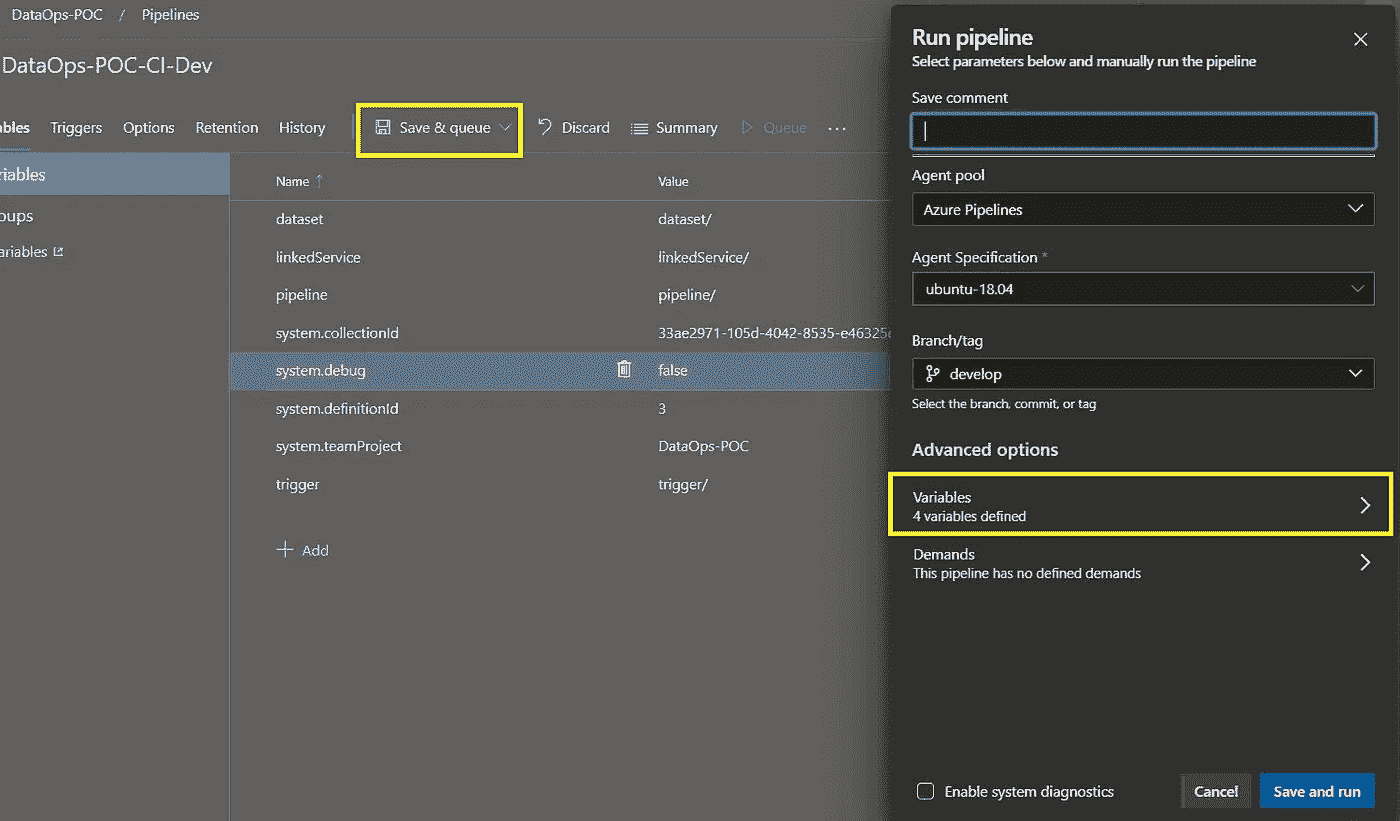 DataOps-POC / Pipelines
DataOps-POC-CI-Dev
Triggers Options Retention History Save & queue Discard Summary Queue ...
Name ↑ Value
dataset dataset/
linkedService linkedService/
pipeline pipeline/
system.collectionId 33ae2971-105d-4042-8535-e46325
system.debug false
system.definitionId 3
system.teamProject DataOps-POC
trigger trigger/
+ Add
Run pipeline
Select parameters below and manually run the pipeline
Save comment
Agent pool
Azure Pipelines
Agent Specification *
ubuntu-18.04
Branch/tag
develop
Select the branch, commit, or tag
Advanced options
Variables
4 variables defined
Demands
This pipeline has no defined demands
Enable system diagnostics Cancel Save and run